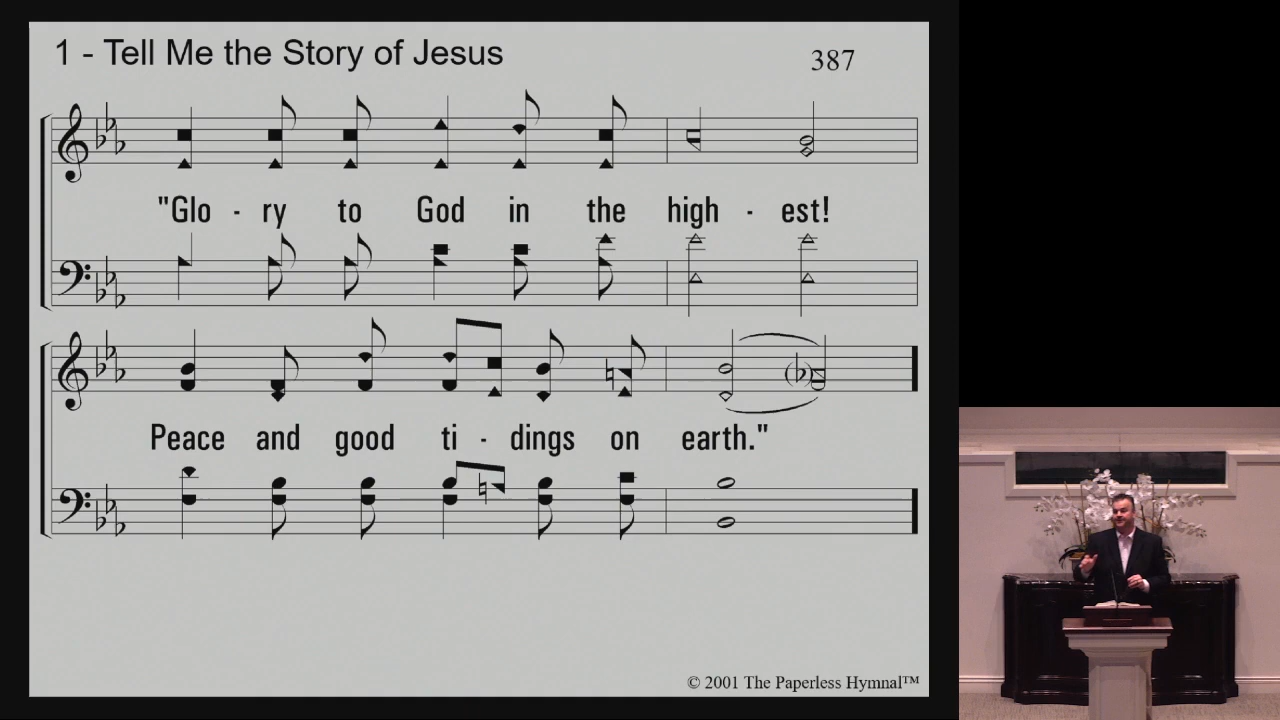 1 - Tell Me the Story of Jesus
387
"Glo - ry to God in the high - est!
Peace and good ti - dings on earth."
© 2001 The Paperless Hymnal™